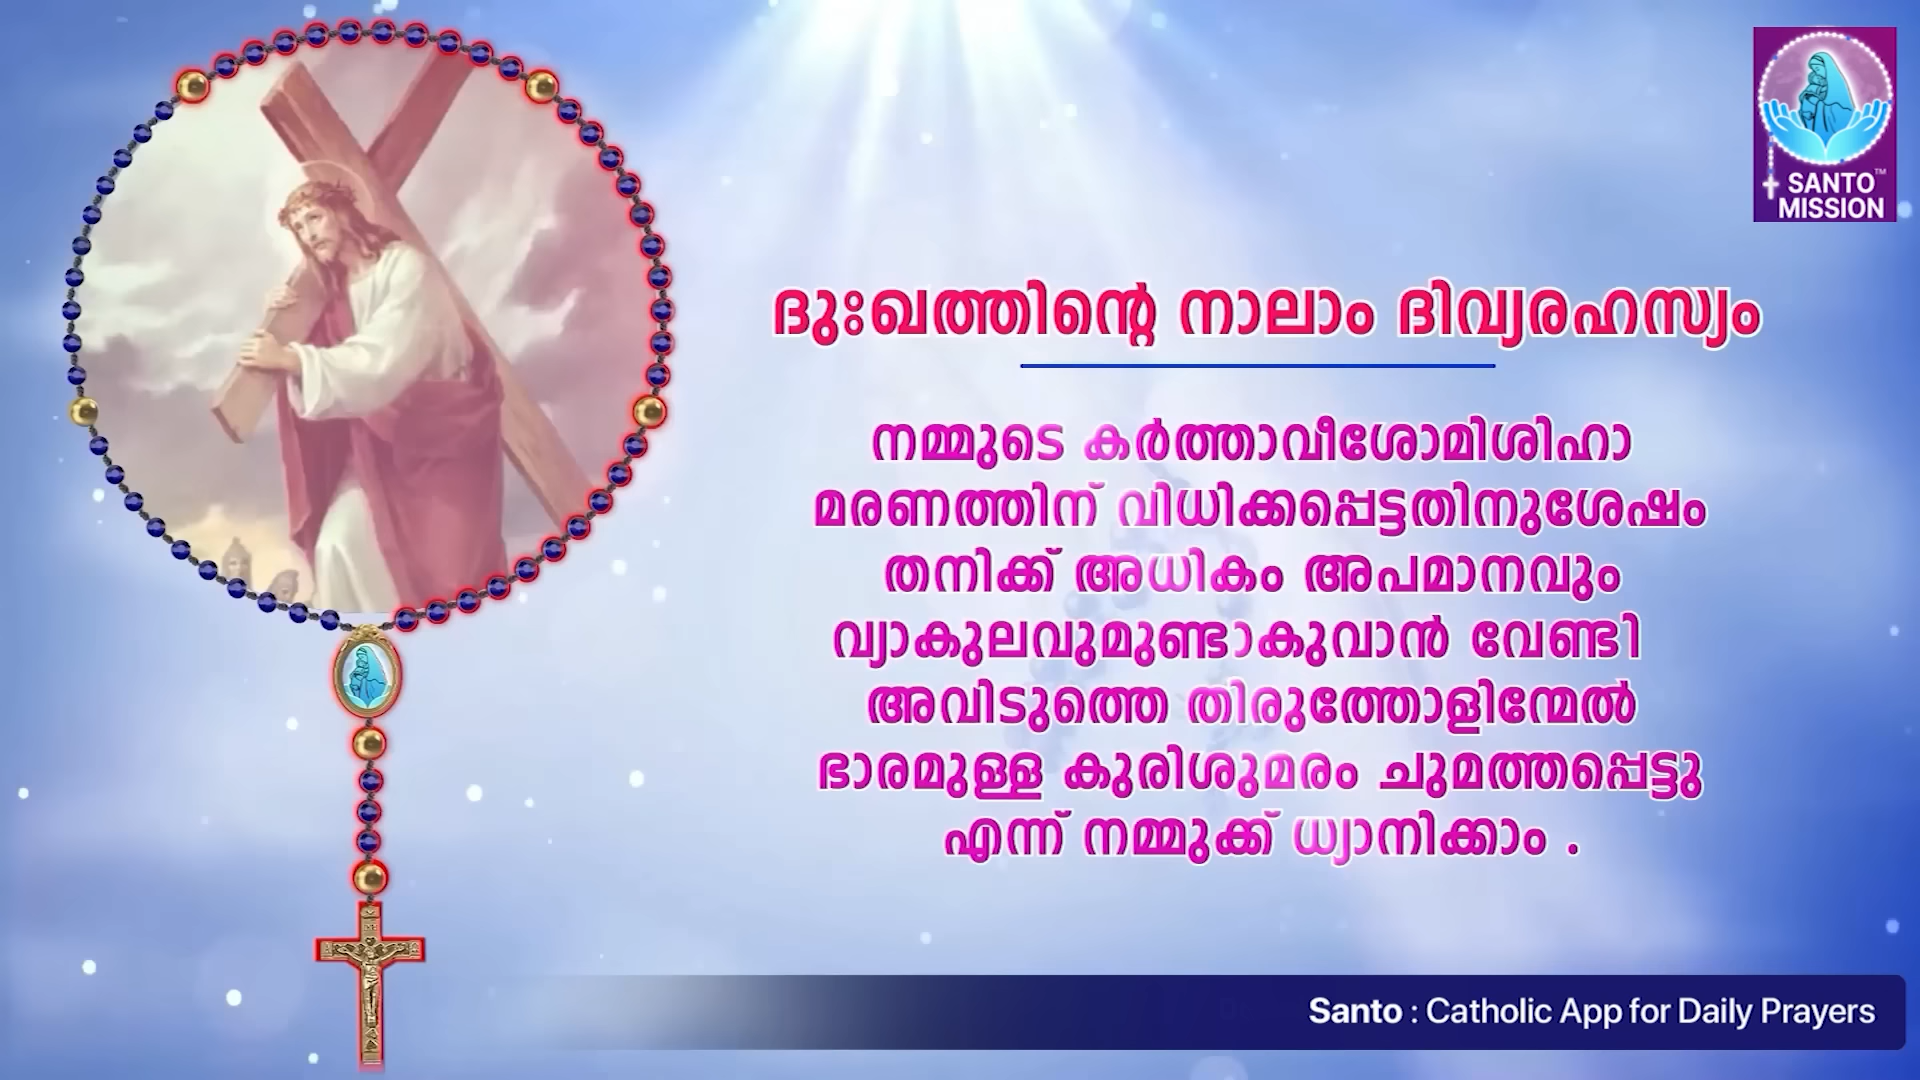 SANTO™
MISSION
ദുഃഖത്തിന്റെ നാലാം ദിവ്യരഹസ്യം
നമ്മുടെ കർത്താവീശോമിശിഹാ
മരണത്തിന് വിധിക്കപ്പെട്ടതിനുശേഷം
തനിക്ക് അധികം അപമാനവും
വ്യാകുലവുമുണ്ടാകുവാൻ വേണ്ടി
അവിടുത്തെ തിരുത്തോളിന്മേൽ
ഭാരമുള്ള കുരിശുമരം ചുമത്തപ്പെട്ടു
എന്ന് നമ്മുക്ക് ധ്യാനിക്കാം .
Santo : Catholic App for Daily Prayers